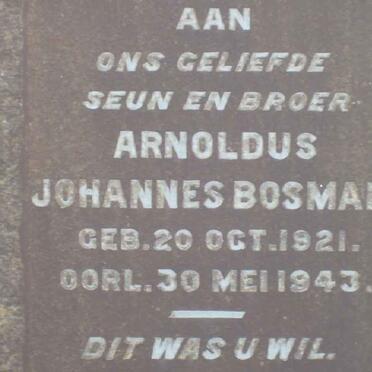 AAN
ONS GELIEFDE
SEUN EN BROER
ARNOLDUS
JOHANNES BOSMAN
GEB. 20 OCT. 1921.
OORL. 30 MEI 1943.
DIT WAS U WIL.